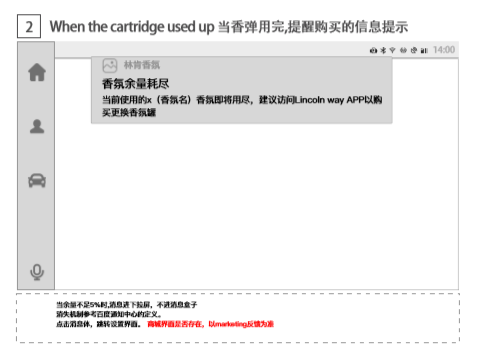 2 When the cartridge used up 当香弹用完,提醒购买的信息提示
14:00
林肯香氛
香氛余量耗尽
当前使用的x（香氛名）香氛即将用尽，建议访问Lincoln way APP以购
买更换香氛罐
当余量不足5%时,消息进下拉屏，不进消息盒子
消失机制参考百度通知中心的定义。
点击消息体，跳转设置界面。 商城界面是否存在，以marketing反馈为准